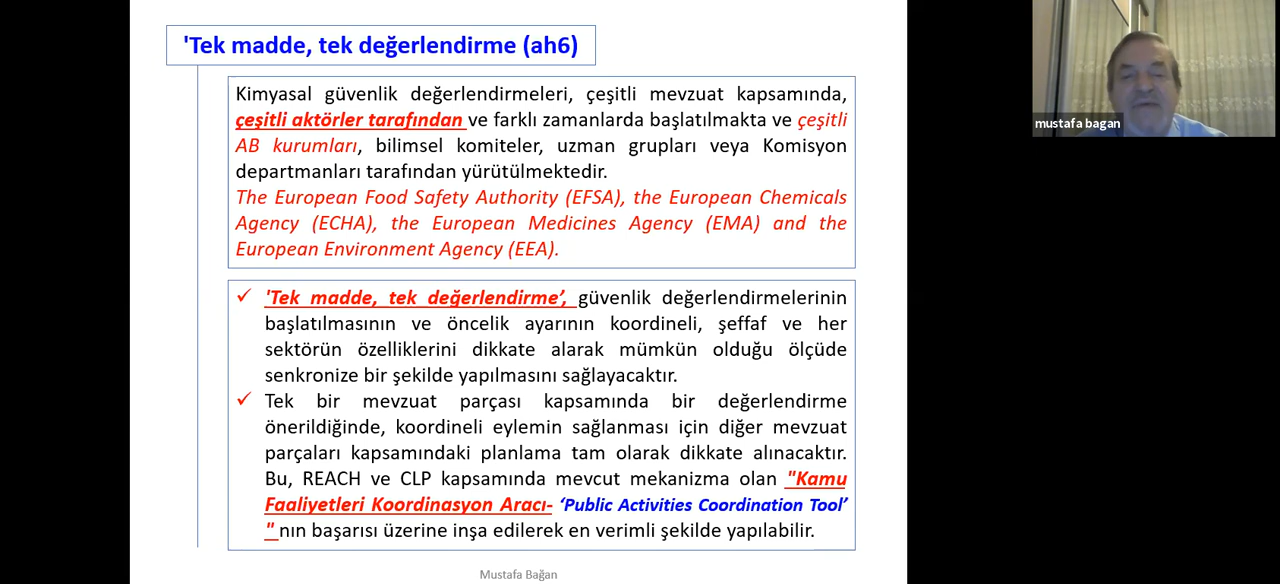 'Tek madde, tek değerlendirme (ah6)
Kimyasal güvenlik değerlendirmeleri, çeşitli mevzuat kapsamında,
çeşitli aktörler tarafından ve farklı zamanlarda başlatılmakta ve çeşitli
AB kurumları, bilimsel komiteler, uzman grupları veya Komisyon
departmanları tarafından yürütülmektedir.
The European Food Safety Authority (EFSA), the European Chemicals
Agency (ECHA), the European Medicines Agency (EMA) and the
European Environment Agency (EEA).
✓ 'Tek madde, tek değerlendirme’, güvenlik değerlendirmelerinin
başlatılmasının ve öncelik ayarının koordineli, şeffaf ve her
sektörün özelliklerini dikkate alarak mümkün olduğu ölçüde
senkronize bir şekilde yapılmasını sağlayacaktır.
✓ Tek bir mevzuat parçası kapsamında bir değerlendirme
önerildiğinde, koordineli eylemin sağlanması için diğer mevzuat
parçaları kapsamındaki planlama tam olarak dikkate alınacaktır.
Bu, REACH ve CLP kapsamında mevcut mekanizma olan "Kamu
Faaliyetleri Koordinasyon Aracı- ‘Public Activities Coordination Tool’
" nın başarısı üzerine inşa edilerek en verimli şekilde yapılabilir.
Mustafa Bağan
mustafa bagan